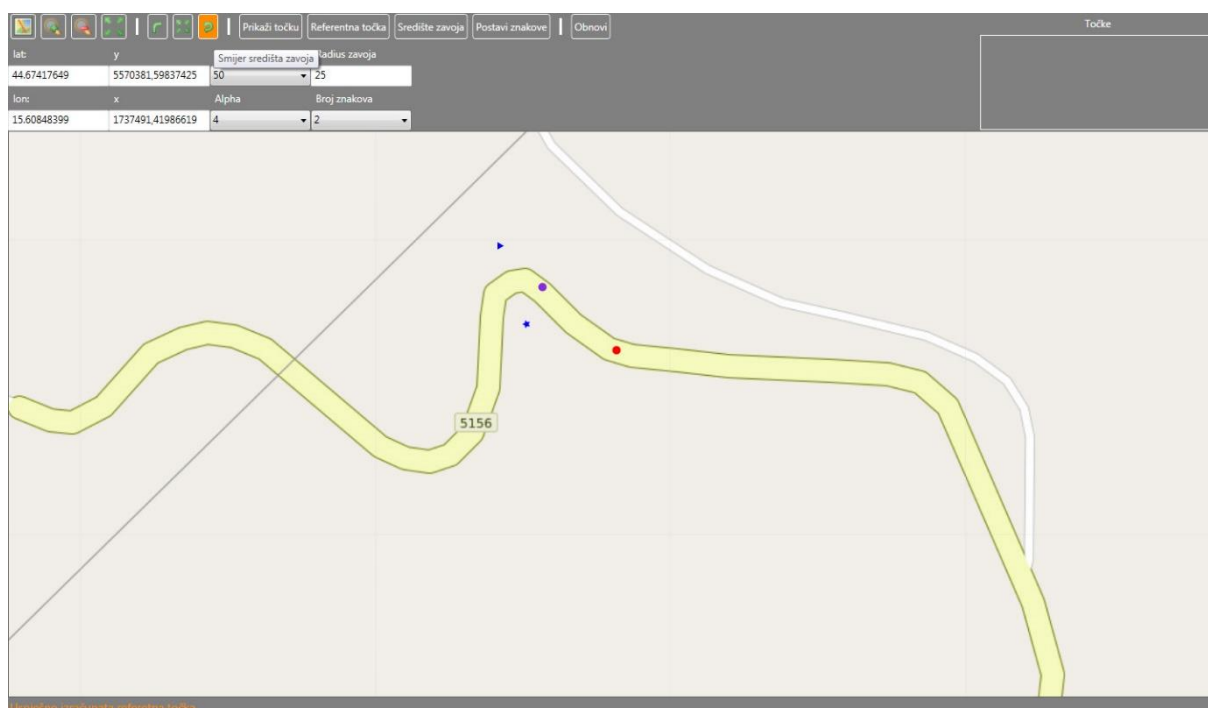 Prikaži točku Referentna točka Središte zavoja Postavi znakove Obnovi
Točke
lat: y Smijer središta zavoja Radius zavoja
44.67417649 5570381,59837425 50 25
lon: x Alpha Broj znakova
15.60848399 1737491,41986619 4 2
5156